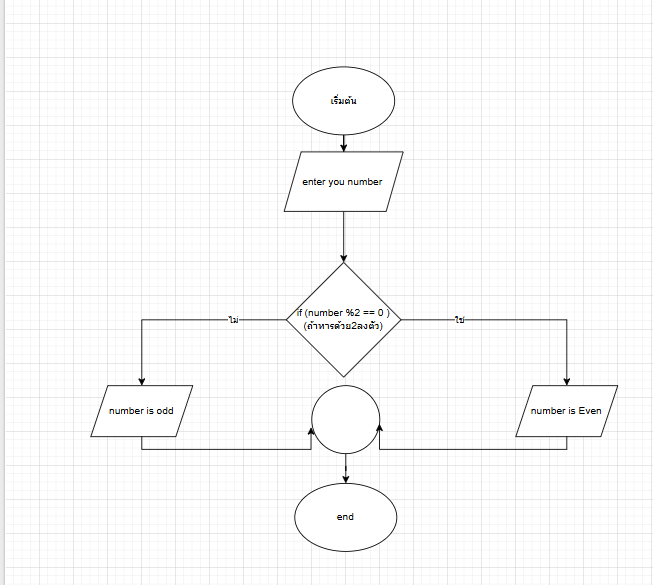 เริ่มต้น
enter you number
if (number %2 == 0 )
(ถ้าหารด้วย2ลงตัว)
ไม่
ใช่
number is odd
number is Even
end